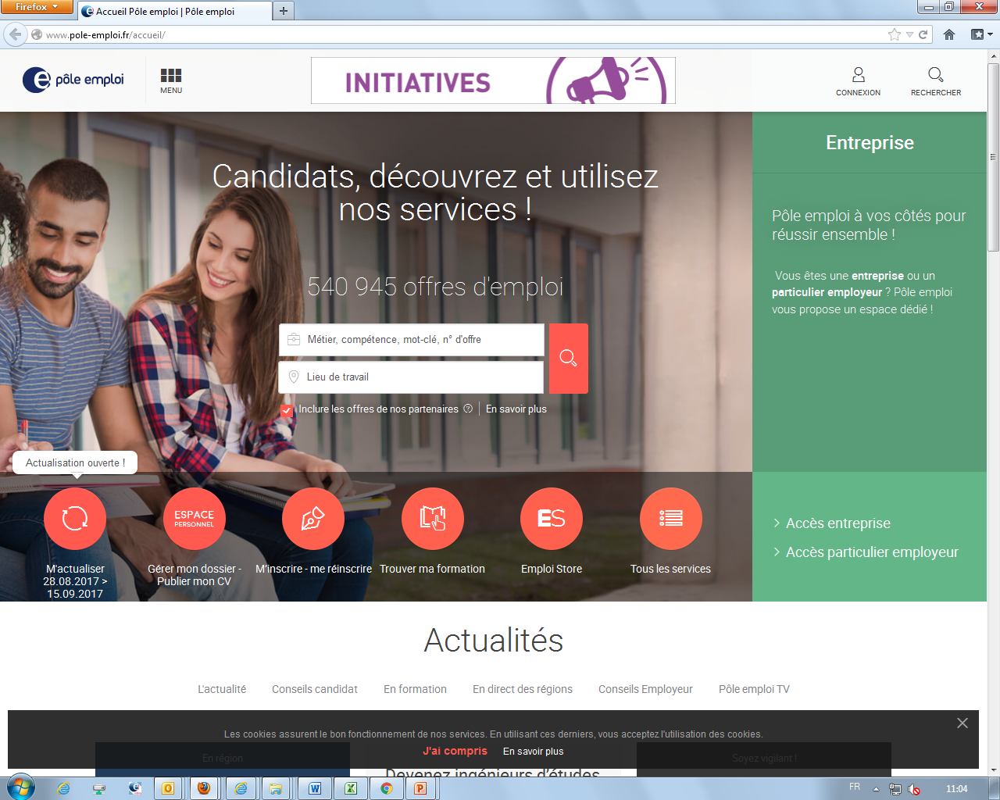 Firefox
Accueil Pôle emploi | Pôle emploi
www.pole-emploi.fr/accueil/
pôle emploi
MENU
INITIATIVES
CONNEXION
RECHERCHER
Candidats, découvrez et utilisez
nos services !
540 945 offres d'emploi
Métier, compétence, mot-clé, n° d'offre
Lieu de travail
Inclure les offres de nos partenaires ? | En savoir plus
Entreprise
Pôle emploi à vos côtés pour
réussir ensemble !
Vous êtes une entreprise ou un
particulier employeur ? Pôle emploi
vous propose un espace dédié !
Actualisation ouverte !
ESPACE
PERSONNEL
ES
M'actualiser
28.08.2017 >
15.09.2017
Gérer mon dossier -
Publier mon CV
M'inscrire - me réinscrire
Trouver ma formation
Emploi Store
Tous les services
Accès entreprise
Accès particulier employeur
Actualités
L'actualité
Conseils candidat
En formation
En direct des régions
Conseils Employeur
Pôle emploi TV
Les cookies assurent le bon fonctionnement de nos services. En utilisant ces derniers, vous acceptez l'utilisation des cookies.
J'ai compris
En savoir plus
En région
Soyez vigilant !
Devenez ingénieurs d'études
FR
11:04